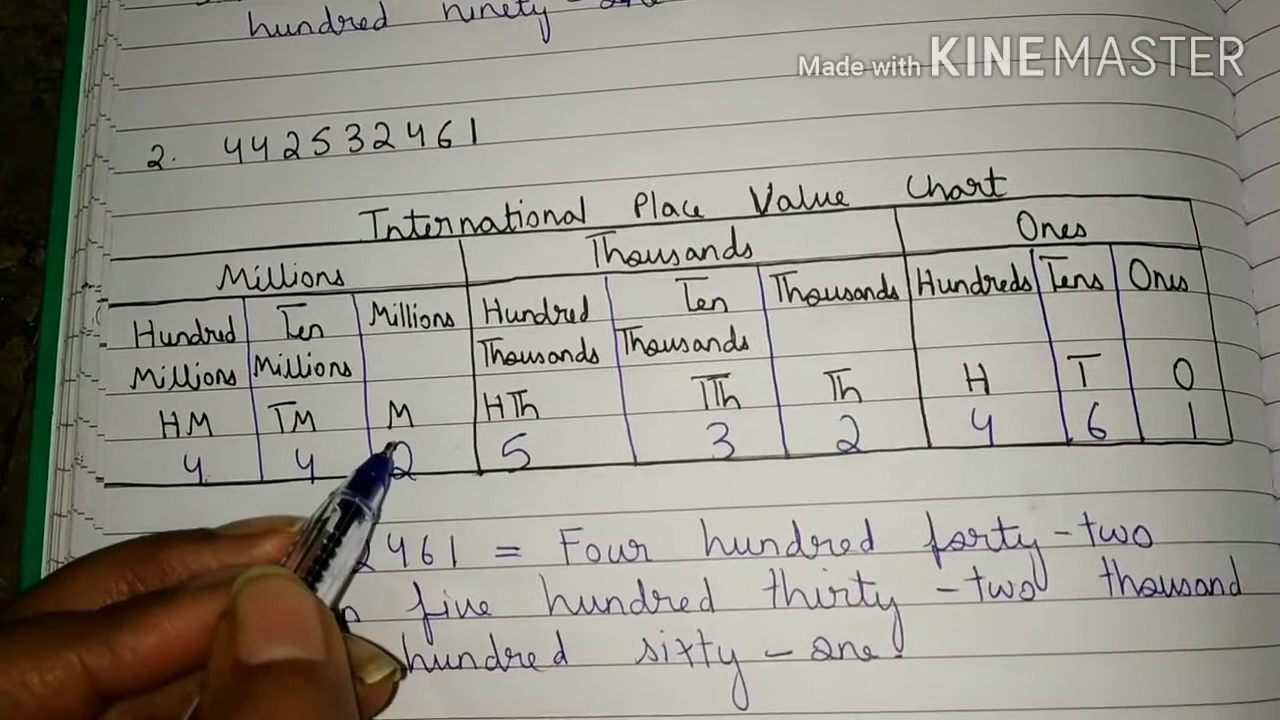 hundred ninety-one
Made with KINEMASTER
2. 442532461
International Place Value Chart
Millions Thousands Ones
Hundred Millions Ten Millions Millions Hundred Thousands Ten Thousands Thousands Hundreds Tens Ones
HM TM M HTh TTh Th H T O
4 4 2 5 3 2 4 6 1
2461 = Four hundred forty-two
five hundred thirty-two thousand
hundred sixty-one.